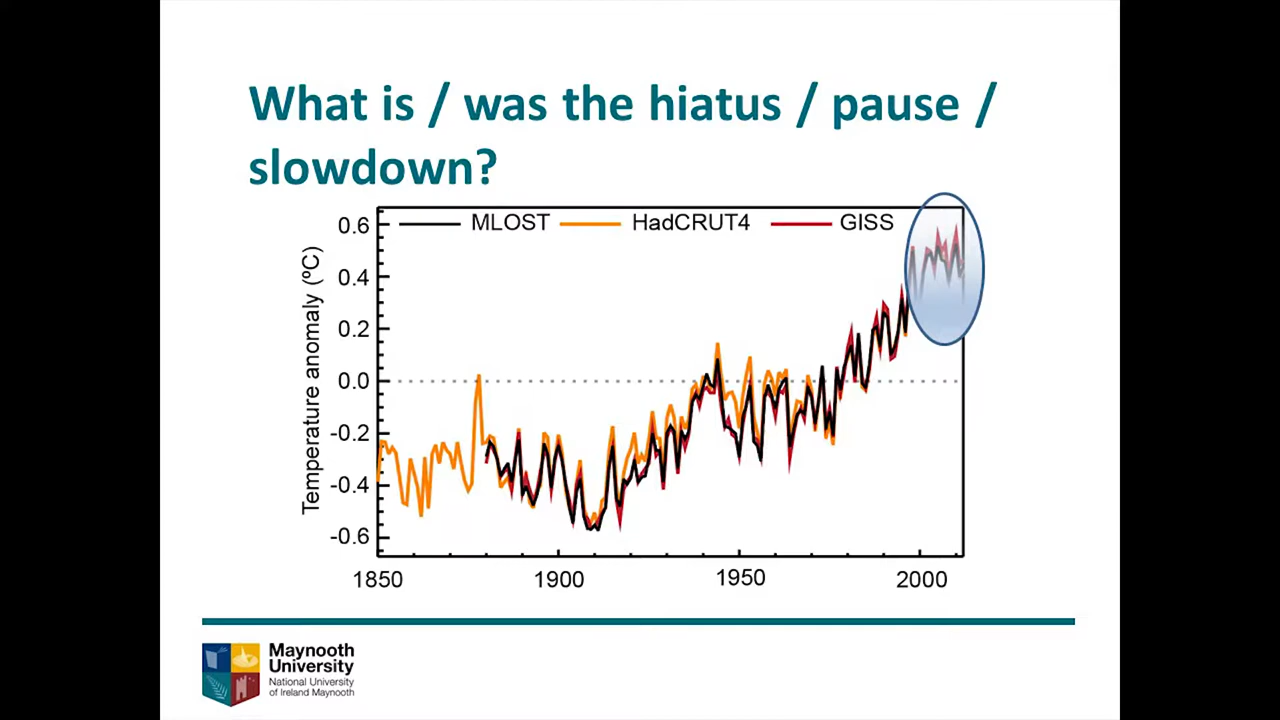 What is / was the hiatus / pause /
slowdown?
MLOST HadCRUT4 GISS
Temperature anomaly (ºC)
0.6
0.4
0.2
0.0
-0.2
-0.4
-0.6
1850 1900 1950 2000
Maynooth
University
National University
of Ireland Maynooth